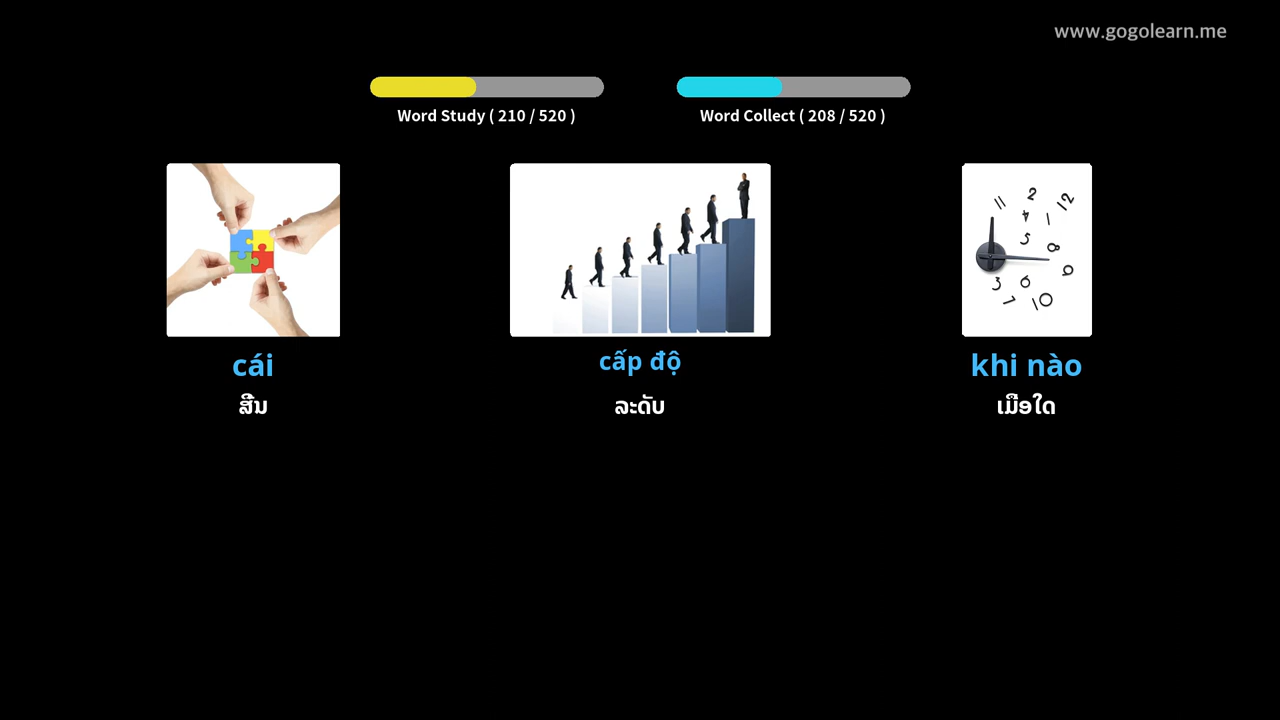 www.gogolearn.me
Word Study ( 210 / 520 )
Word Collect ( 208 / 520 )
cái
cấp độ
khi nào
ສິ້ນ
ລະດັບ
ເມື່ອໃດ